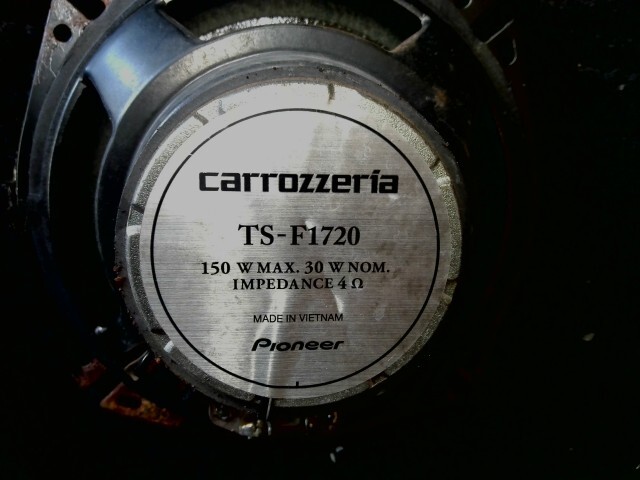 carrozzeria
TS-F1720
150 W MAX. 30 W NOM.
IMPEDANCE 4 Ω
MADE IN VIETNAM
Pioneer